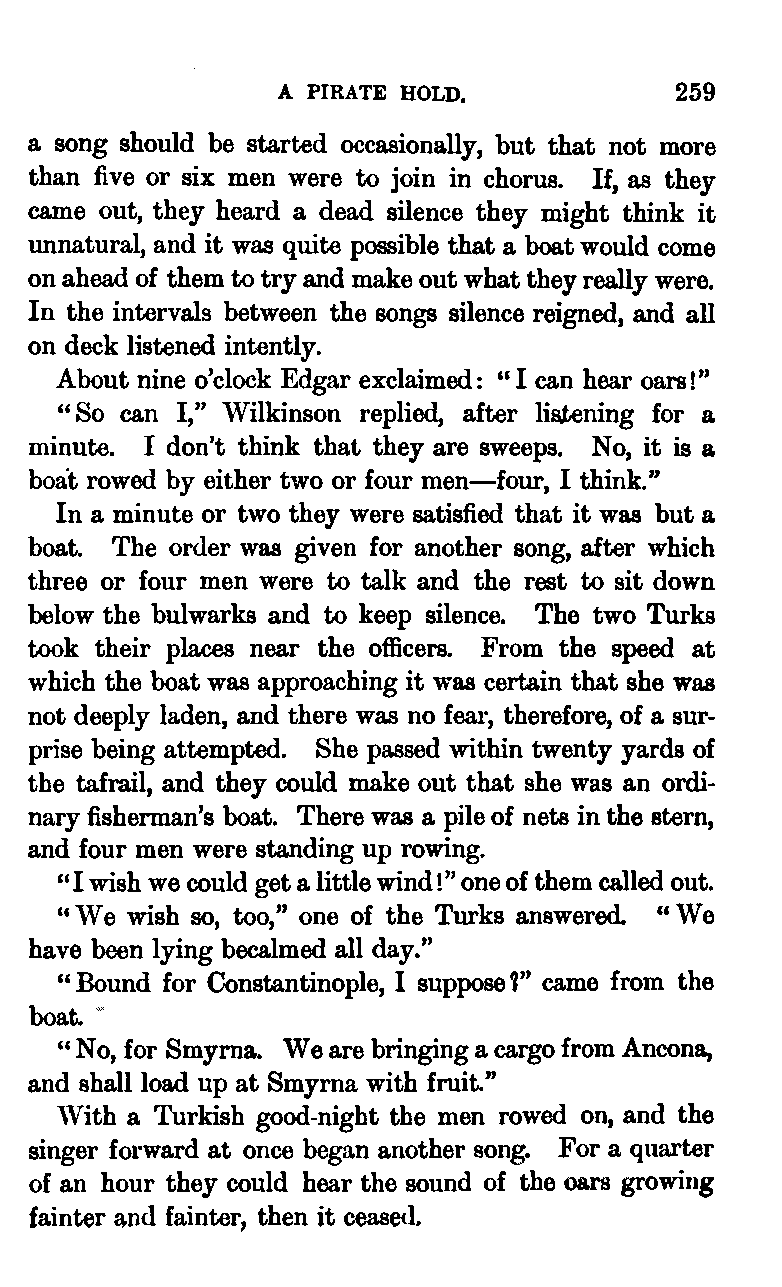 A PIRATE HOLD. 259
a song should be started occasionally, but that not more
than five or six men were to join in chorus. If, as they
came out, they heard a dead silence they might think it
unnatural, and it was quite possible that a boat would come
on ahead of them to try and make out what they really were.
In the intervals between the songs silence reigned, and all
on deck listened intently.
About nine o'clock Edgar exclaimed: "I can hear oars!"
"So can I," Wilkinson replied, after listening for a
minute. I don't think that they are sweeps. No, it is a
boat rowed by either two or four men—four, I think."
In a minute or two they were satisfied that it was but a
boat. The order was given for another song, after which
three or four men were to talk and the rest to sit down
below the bulwarks and to keep silence. The two Turks
took their places near the officers. From the speed at
which the boat was approaching it was certain that she was
not deeply laden, and there was no fear, therefore, of a sur-
prise being attempted. She passed within twenty yards of
the tafrail, and they could make out that she was an ordi-
nary fisherman's boat. There was a pile of nets in the stern,
and four men were standing up rowing.
"I wish we could get a little wind!" one of them called out.
"We wish so, too," one of the Turks answered. "We
have been lying becalmed all day."
"Bound for Constantinople, I suppose?" came from the
boat.
"No, for Smyrna. We are bringing a cargo from Ancona,
and shall load up at Smyrna with fruit."
With a Turkish good-night the men rowed on, and the
singer forward at once began another song. For a quarter
of an hour they could hear the sound of the oars growing
fainter and fainter, then it ceased.